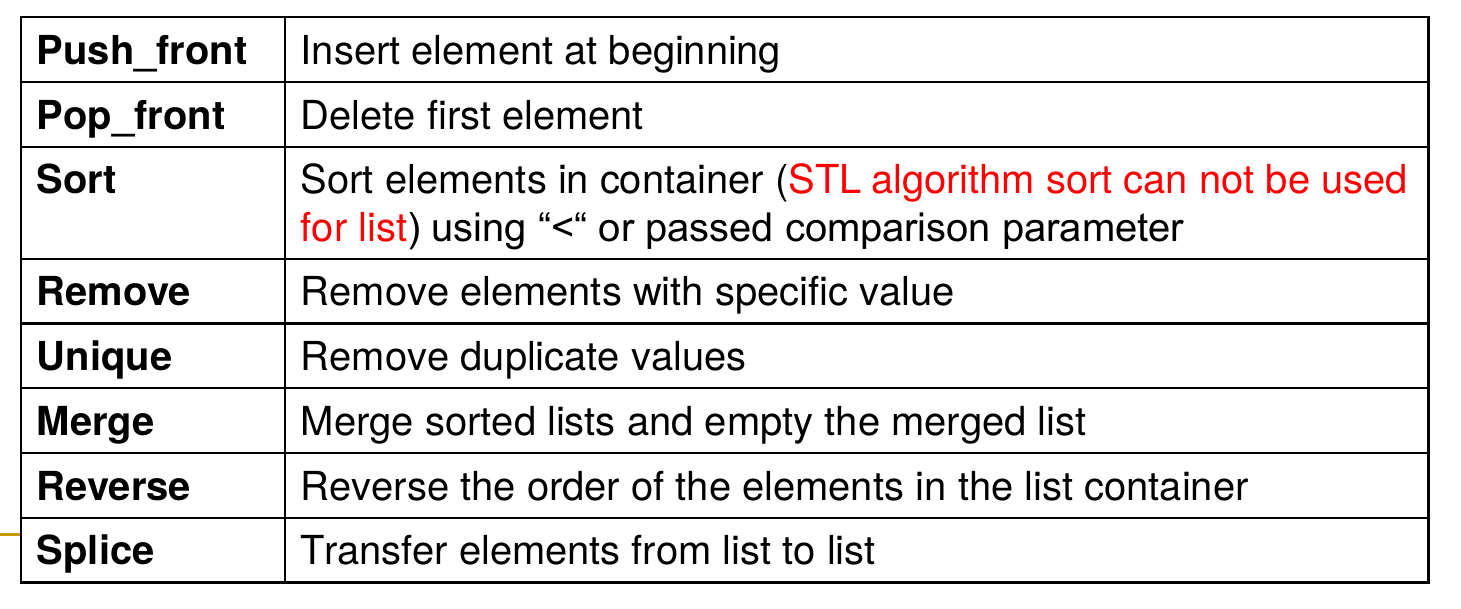 Push_front Insert element at beginning
Pop_front Delete first element
Sort Sort elements in container (STL algorithm sort can not be used
for list) using “<“ or passed comparison parameter
Remove Remove elements with specific value
Unique Remove duplicate values
Merge Merge sorted lists and empty the merged list
Reverse Reverse the order of the elements in the list container
Splice Transfer elements from list to list